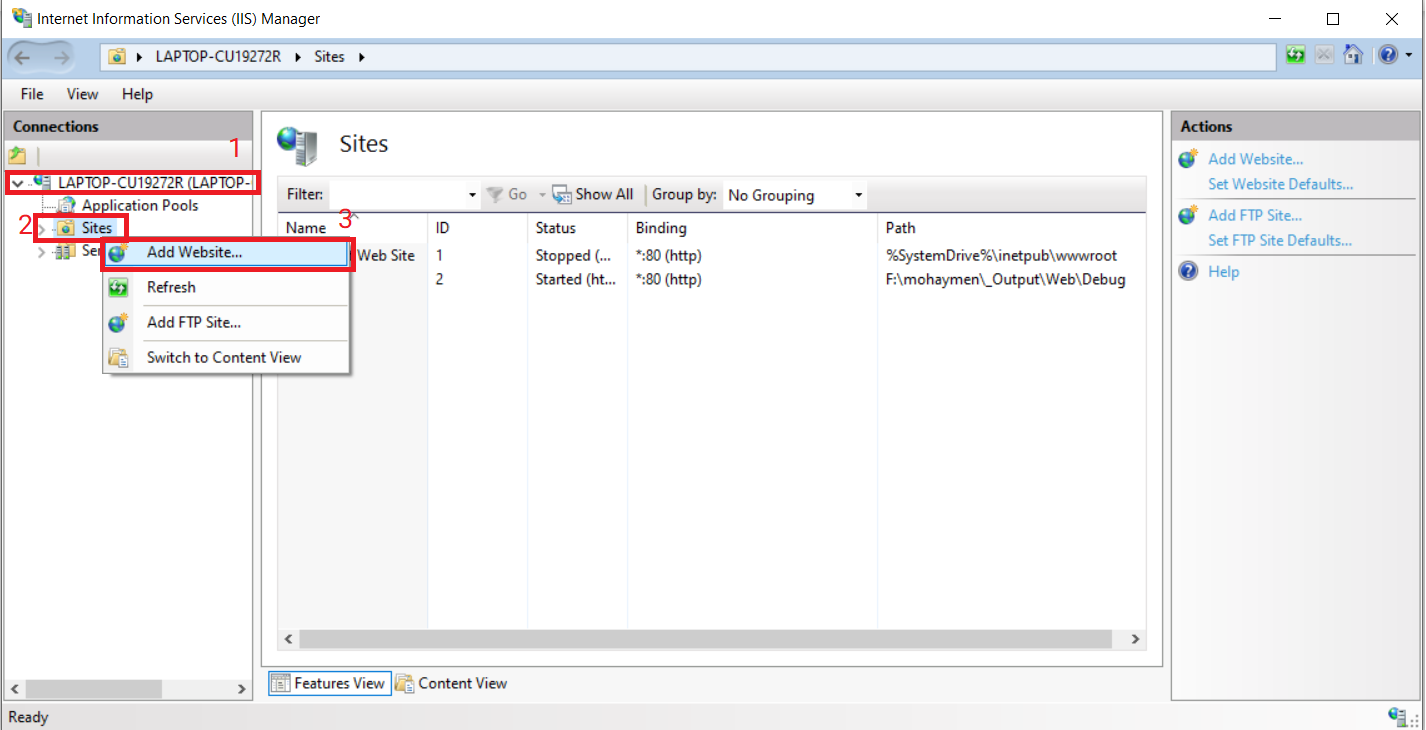 Internet Information Services (IIS) Manager
LAPTOP-CU19272R Sites
File View Help
Connections
1
LAPTOP-CU19272R (LAPTOP-
Application Pools
2 Sites
3
Add Website...
Refresh
Add FTP Site...
Switch to Content View
Sites
Filter: Go Show All Group by: No Grouping
Name ID Status Binding Path
Web Site 1 Stopped (... *:80 (http) %SystemDrive%\inetpub\wwwroot
2 Started (ht... *:80 (http) F:\mohaymen\_Output\Web\Debug
Features View Content View
Actions
Add Website...
Set Website Defaults...
Add FTP Site...
Set FTP Site Defaults...
Help
Ready